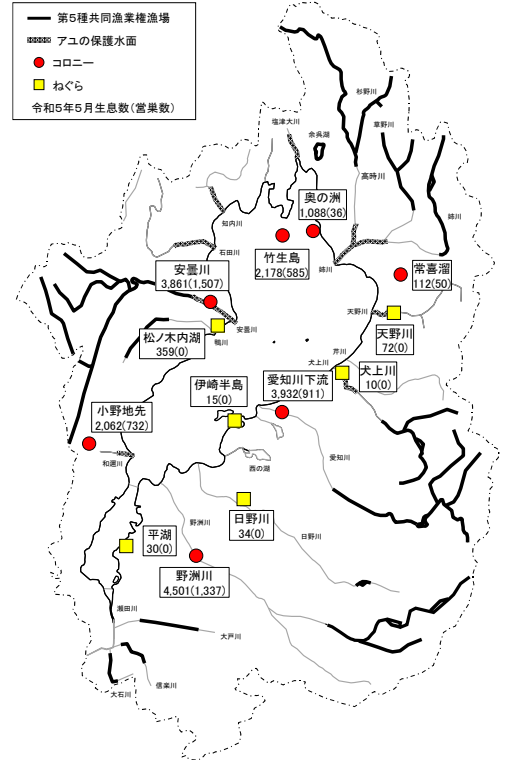 第5種共同漁業権漁場
アユの保護水面
コロニー
ねぐら
令和5年5月生息数(営巣数)
杉野川
草野川
塩津大川
余呉湖
高時川
姉川
奥の洲
1,088(36)
知内川
竹生島
2,178(585)
石田川
姉川
常喜溜
112(50)
安曇川
3,861(1,507)
天野川
安曇川
松ノ木内湖
359(0)
鴨川
天野川
72(0)
芹川
犬上川
犬上川
10(0)
伊崎半島
15(0)
愛知川下流
3,932(911)
小野地先
2,062(732)
和邇川
西の湖
愛知川
日野川
34(0)
野洲川
日野川
平湖
30(0)
野洲川
4,501(1,337)
瀬田川
大戸川
信楽川
大石川